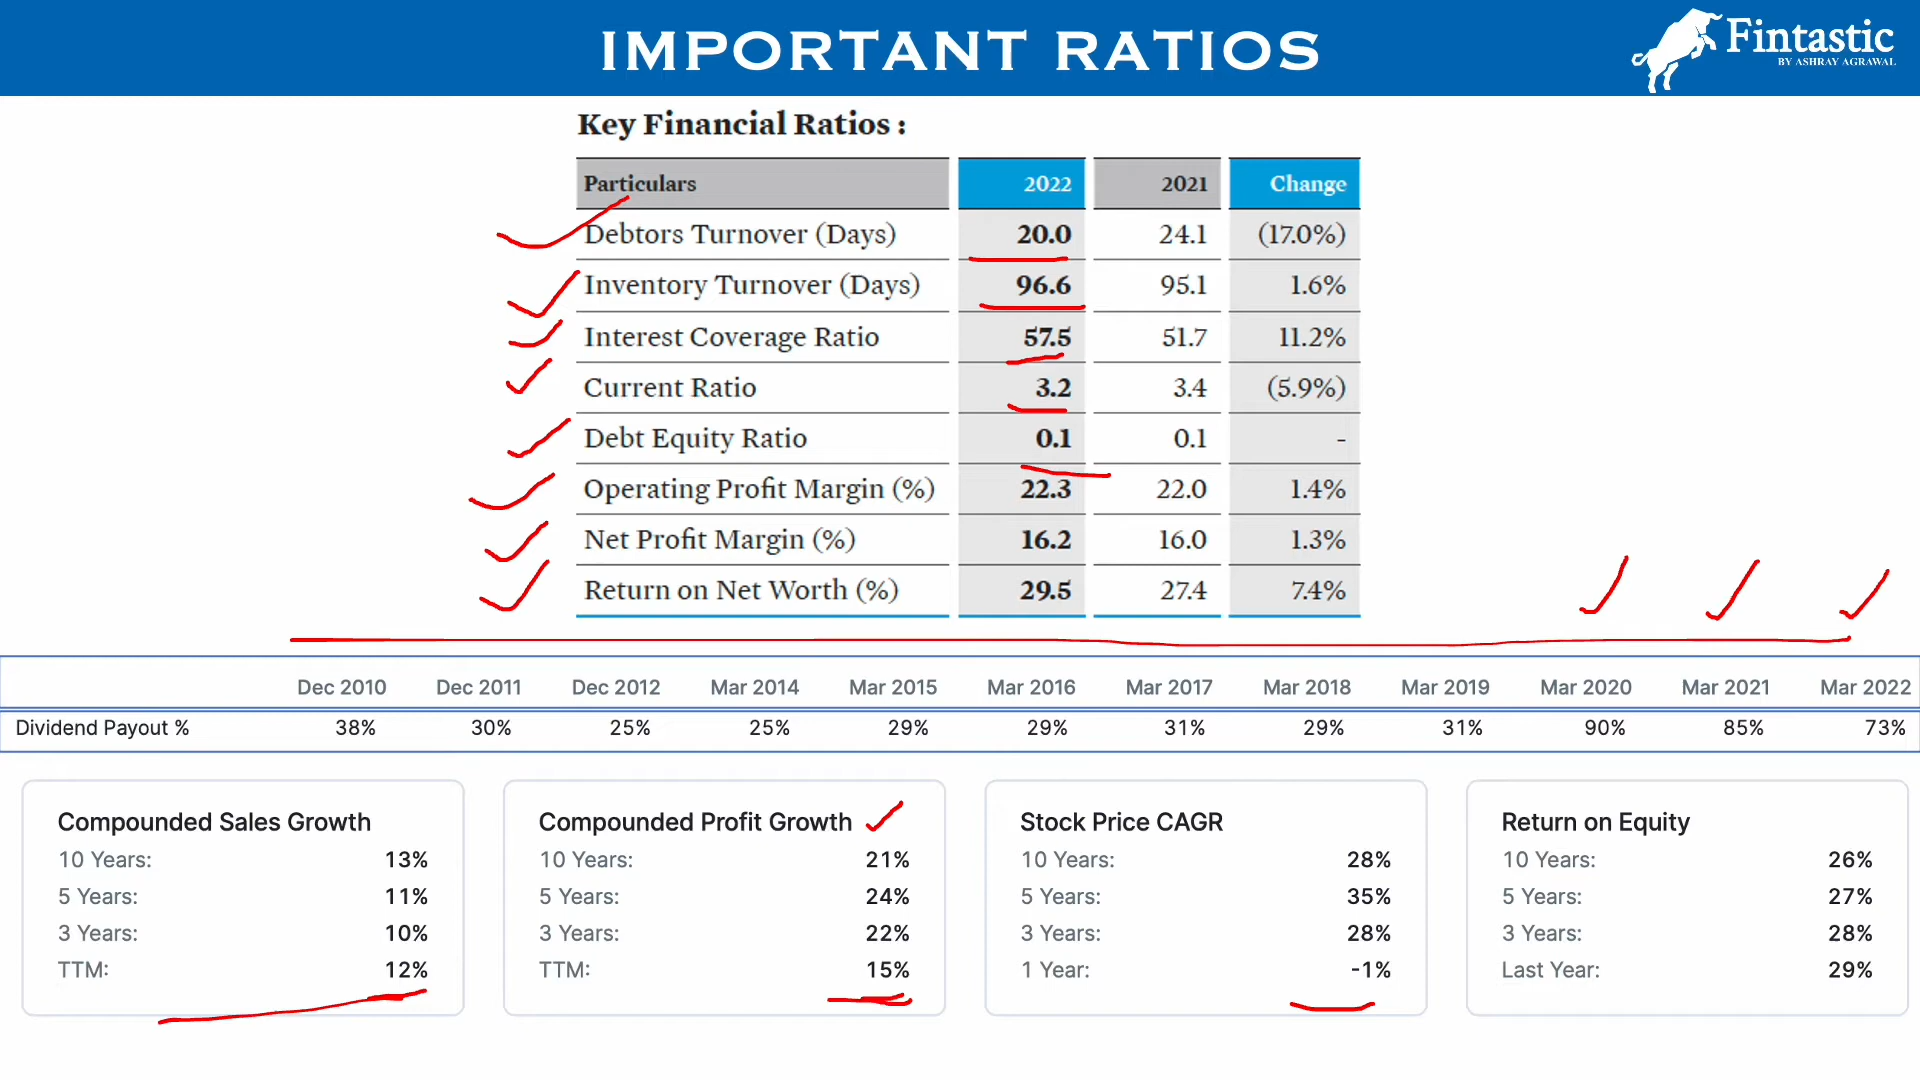 IMPORTANT RATIOS
Fintastic
BY ASHRAY AGRAWAL
Key Financial Ratios :
Particulars 2022 2021 Change
Debtors Turnover (Days) 20.0 24.1 (17.0%)
Inventory Turnover (Days) 96.6 95.1 1.6%
Interest Coverage Ratio 57.5 51.7 11.2%
Current Ratio 3.2 3.4 (5.9%)
Debt Equity Ratio 0.1 0.1 -
Operating Profit Margin (%) 22.3 22.0 1.4%
Net Profit Margin (%) 16.2 16.0 1.3%
Return on Net Worth (%) 29.5 27.4 7.4%
Dec 2010 Dec 2011 Dec 2012 Mar 2014 Mar 2015 Mar 2016 Mar 2017 Mar 2018 Mar 2019 Mar 2020 Mar 2021 Mar 2022
Dividend Payout % 38% 30% 25% 25% 29% 29% 31% 29% 31% 90% 85% 73%
Compounded Sales Growth
10 Years: 13%
5 Years: 11%
3 Years: 10%
TTM: 12%
Compounded Profit Growth
10 Years: 21%
5 Years: 24%
3 Years: 22%
TTM: 15%
Stock Price CAGR
10 Years: 28%
5 Years: 35%
3 Years: 28%
1 Year: -1%
Return on Equity
10 Years: 26%
5 Years: 27%
3 Years: 28%
Last Year: 29%